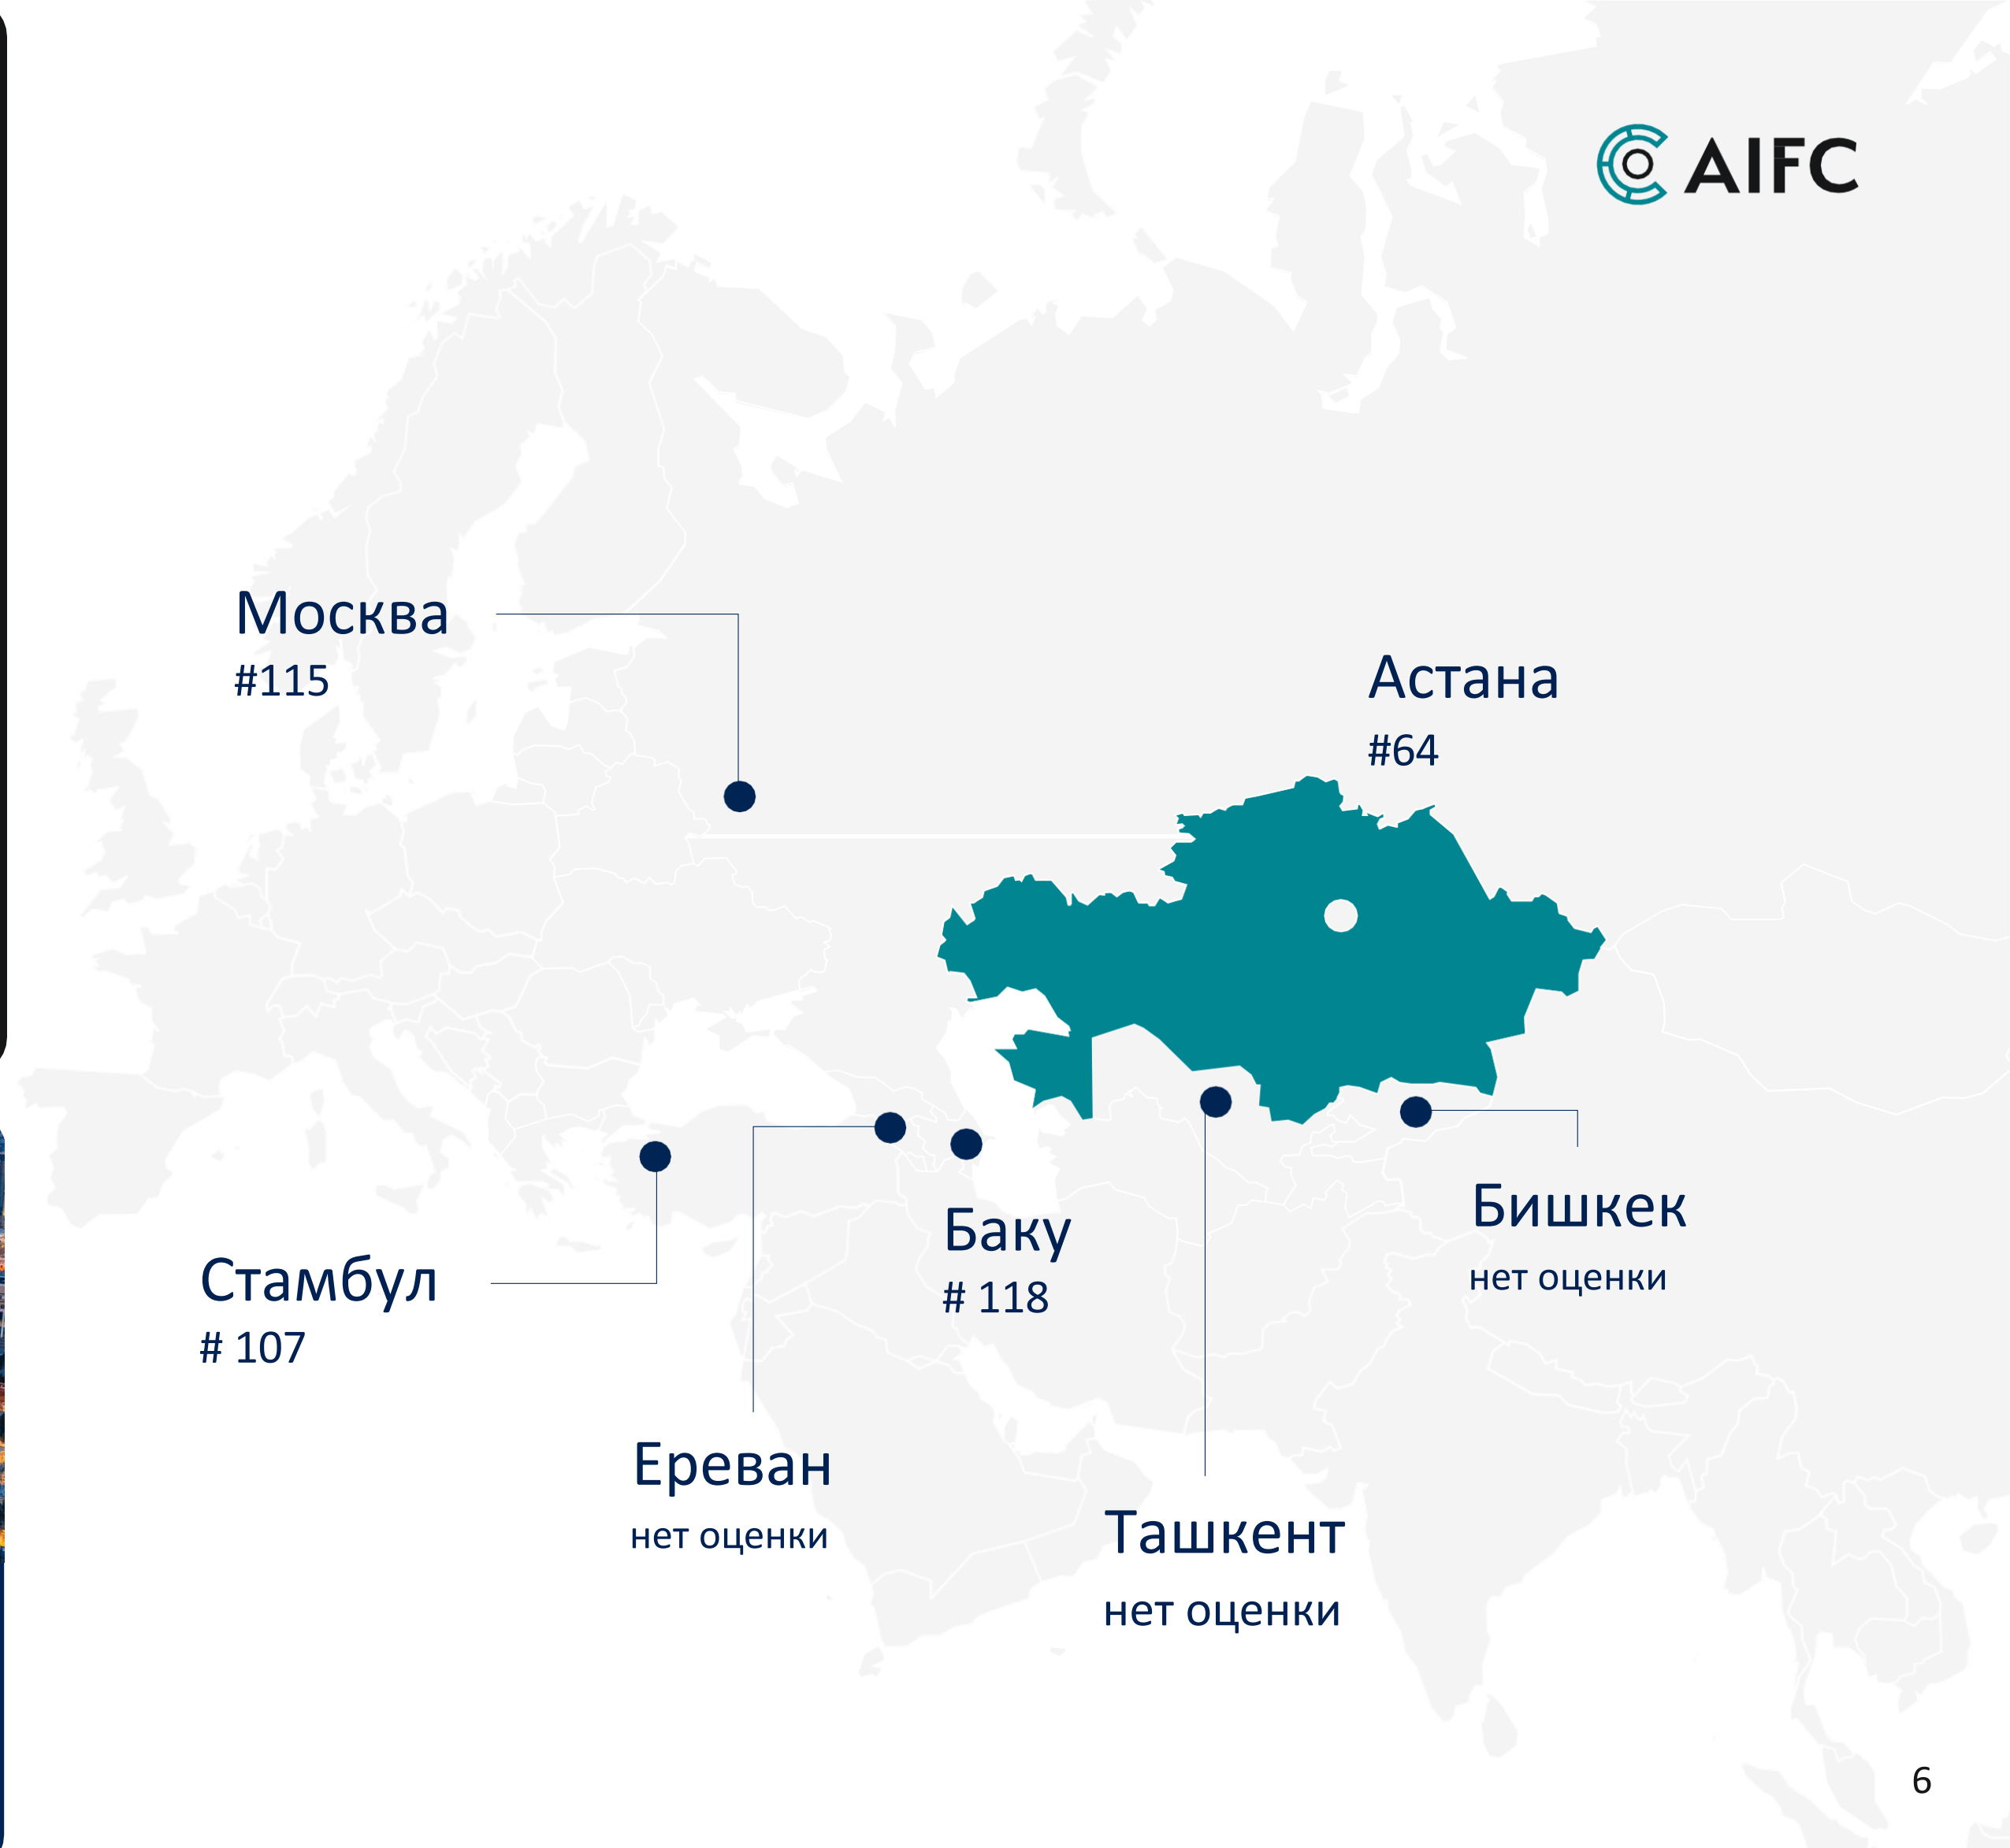 AIFC
Москва
#115
Астана
#64
Бишкек
нет оценки
Баку
# 118
Стамбул
# 107
Ереван
нет оценки
Ташкент
нет оценки
6